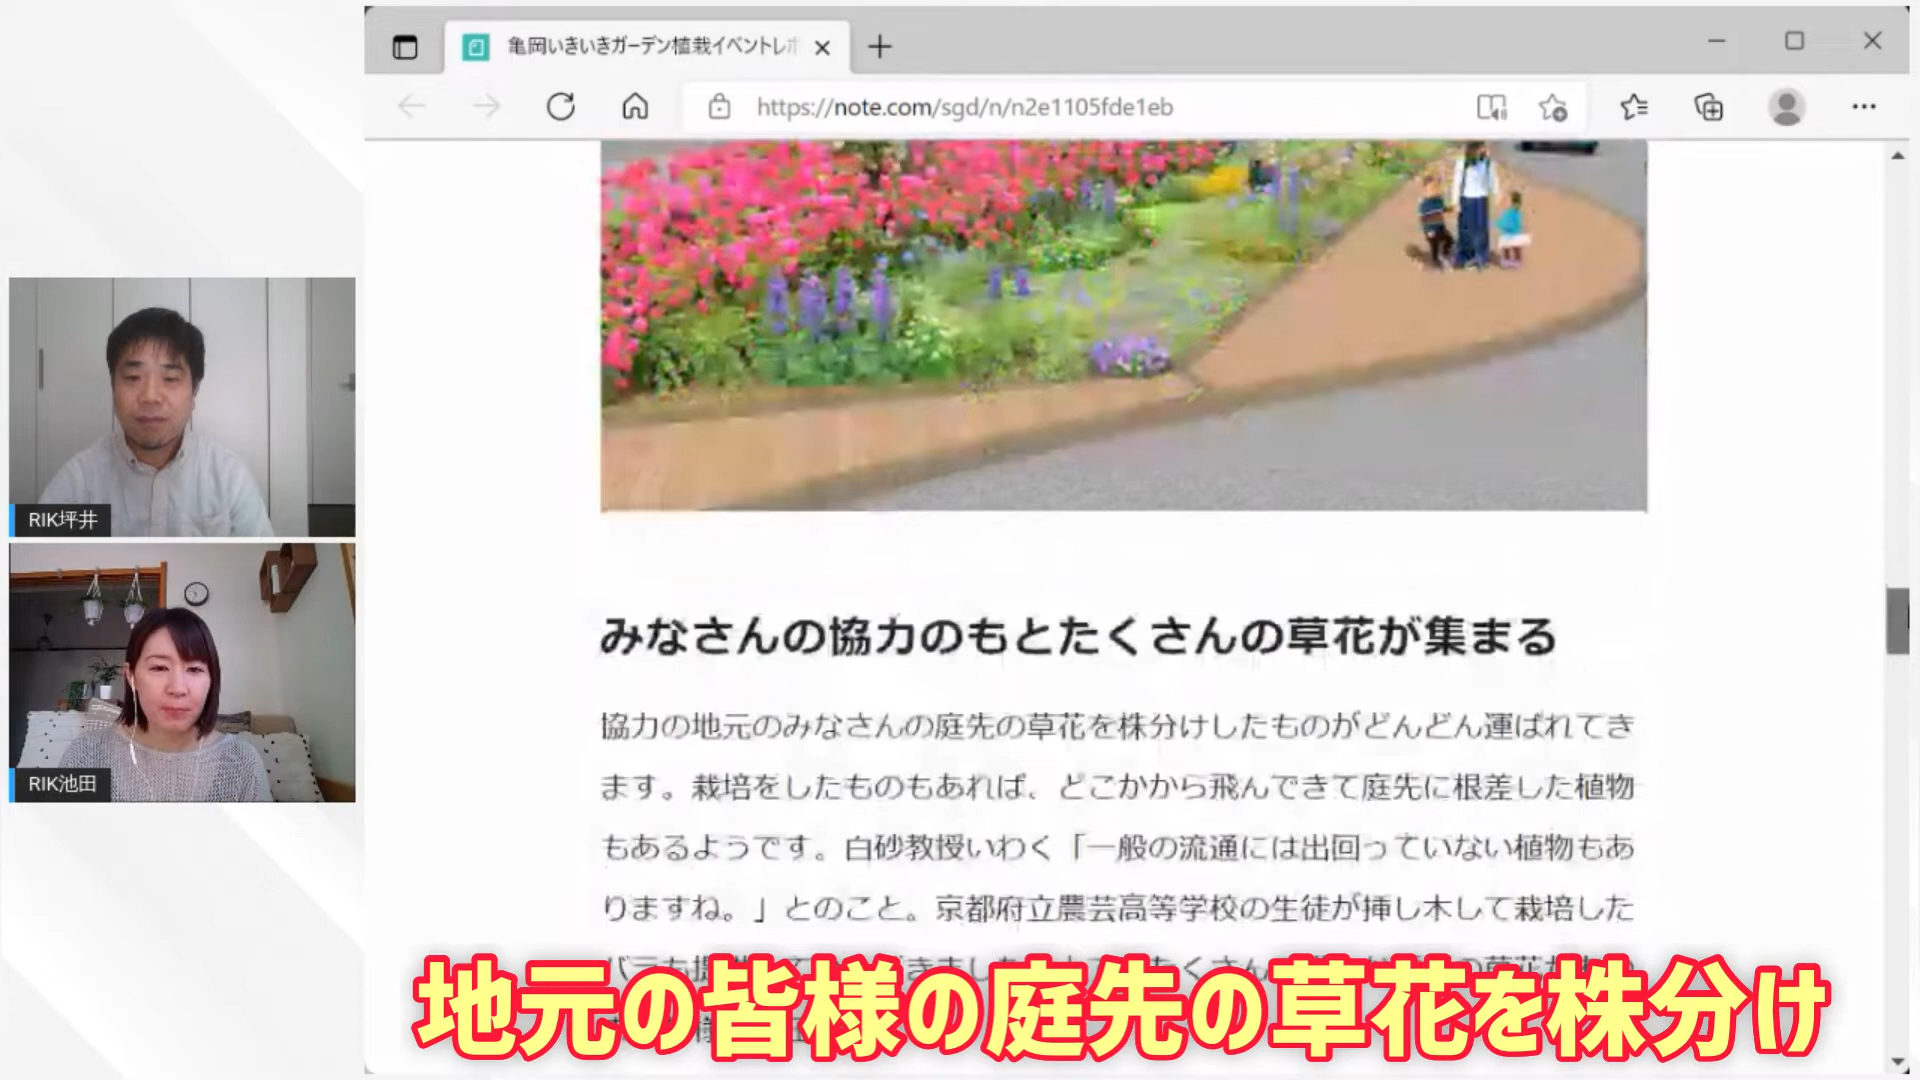 亀岡いきいきガーデン植栽イベントレポ
https://note.com/sgd/n/n2e1105fde1eb
RIK坪井
RIK池田
みなさんの協力のもとたくさんの草花が集まる
協力の地元のみなさんの庭先の草花を株分けしたものがどんどん運ばれてき
ます。栽培をしたものもあれば、どこかから飛んできて庭先に根差した植物
もあるようです。白砂教授いわく「一般の流通には出回っていない植物もあ
りますね。」とのこと。京都府立農芸高等学校の生徒が挿し木して栽培した
地元の皆様の庭先の草花を株分け